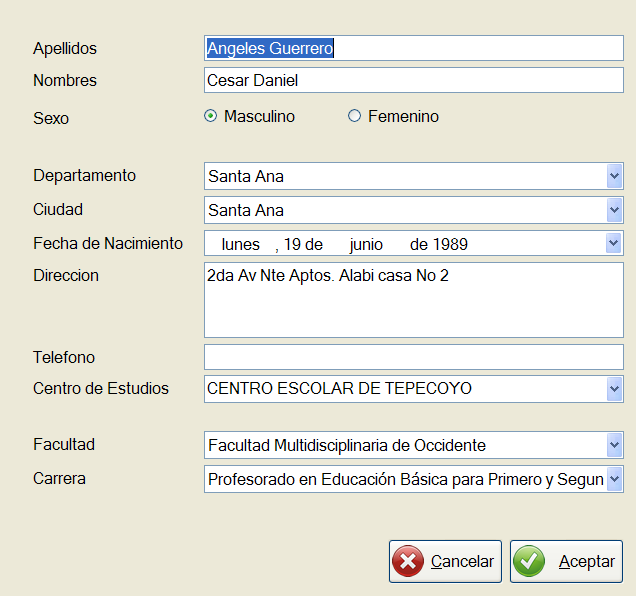 Apellidos Angeles Guerrero
Nombres Cesar Daniel
Sexo Masculino Femenino
Departamento Santa Ana
Ciudad Santa Ana
Fecha de Nacimiento lunes , 19 de junio de 1989
Direccion 2da Av Nte Aptos. Alabi casa No 2
Telefono
Centro de Estudios CENTRO ESCOLAR DE TEPECOYO
Facultad Facultad Multidisciplinaria de Occidente
Carrera Profesorado en Educación Básica para Primero y Segun
Cancelar Aceptar